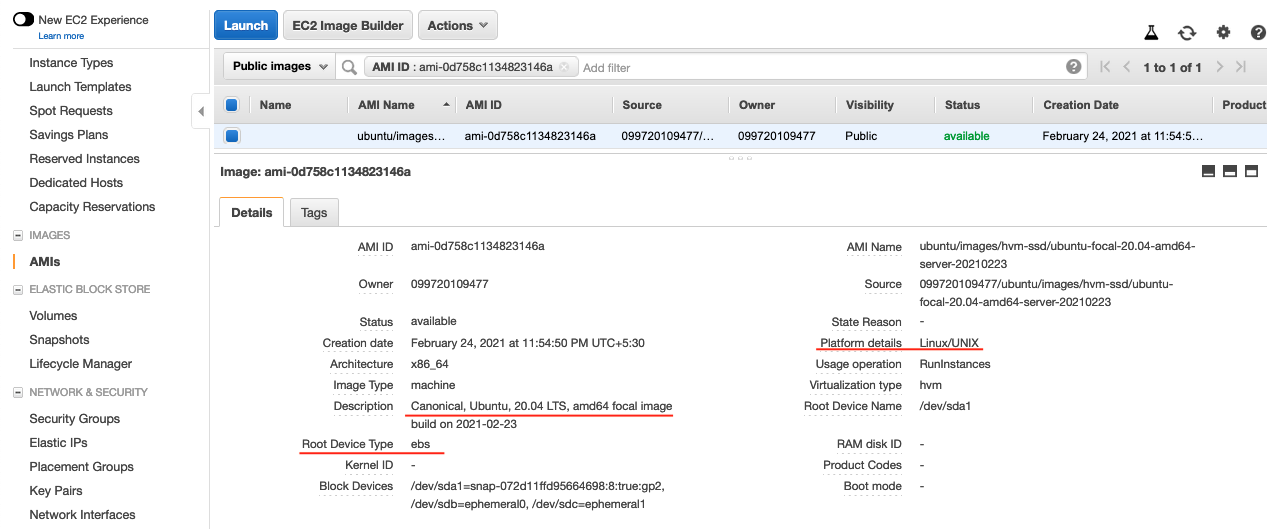 New EC2 Experience
Learn more
Instance Types
Launch Templates
Spot Requests
Savings Plans
Reserved Instances
Dedicated Hosts
Capacity Reservations
IMAGES
AMIs
ELASTIC BLOCK STORE
Volumes
Snapshots
Lifecycle Manager
NETWORK & SECURITY
Security Groups
Elastic IPs
Placement Groups
Key Pairs
Network Interfaces
Launch EC2 Image Builder Actions
Public images AMI ID : ami-0d758c1134823146a Add filter 1 to 1 of 1
Name AMI Name AMI ID Source Owner Visibility Status Creation Date Product
ubuntu/images... ami-0d758c1134823146a 099720109477/... 099720109477 Public available February 24, 2021 at 11:54:5...
Image: ami-0d758c1134823146a
Details Tags
AMI ID ami-0d758c1134823146a AMI Name ubuntu/images/hvm-ssd/ubuntu-focal-20.04-amd64-
server-20210223
Owner 099720109477 Source 099720109477/ubuntu/images/hvm-ssd/ubuntu-
focal-20.04-amd64-server-20210223
Status available State Reason -
Creation date February 24, 2021 at 11:54:50 PM UTC+5:30 Platform details Linux/UNIX
Architecture x86_64 Usage operation RunInstances
Image Type machine Virtualization type hvm
Description Canonical, Ubuntu, 20.04 LTS, amd64 focal image Root Device Name /dev/sda1
build on 2021-02-23
Root Device Type ebs RAM disk ID -
Kernel ID - Product Codes -
Block Devices /dev/sda1=snap-072d11ffd95664698:8:true:gp2, Boot mode -
/dev/sdb=ephemeral0, /dev/sdc=ephemeral1